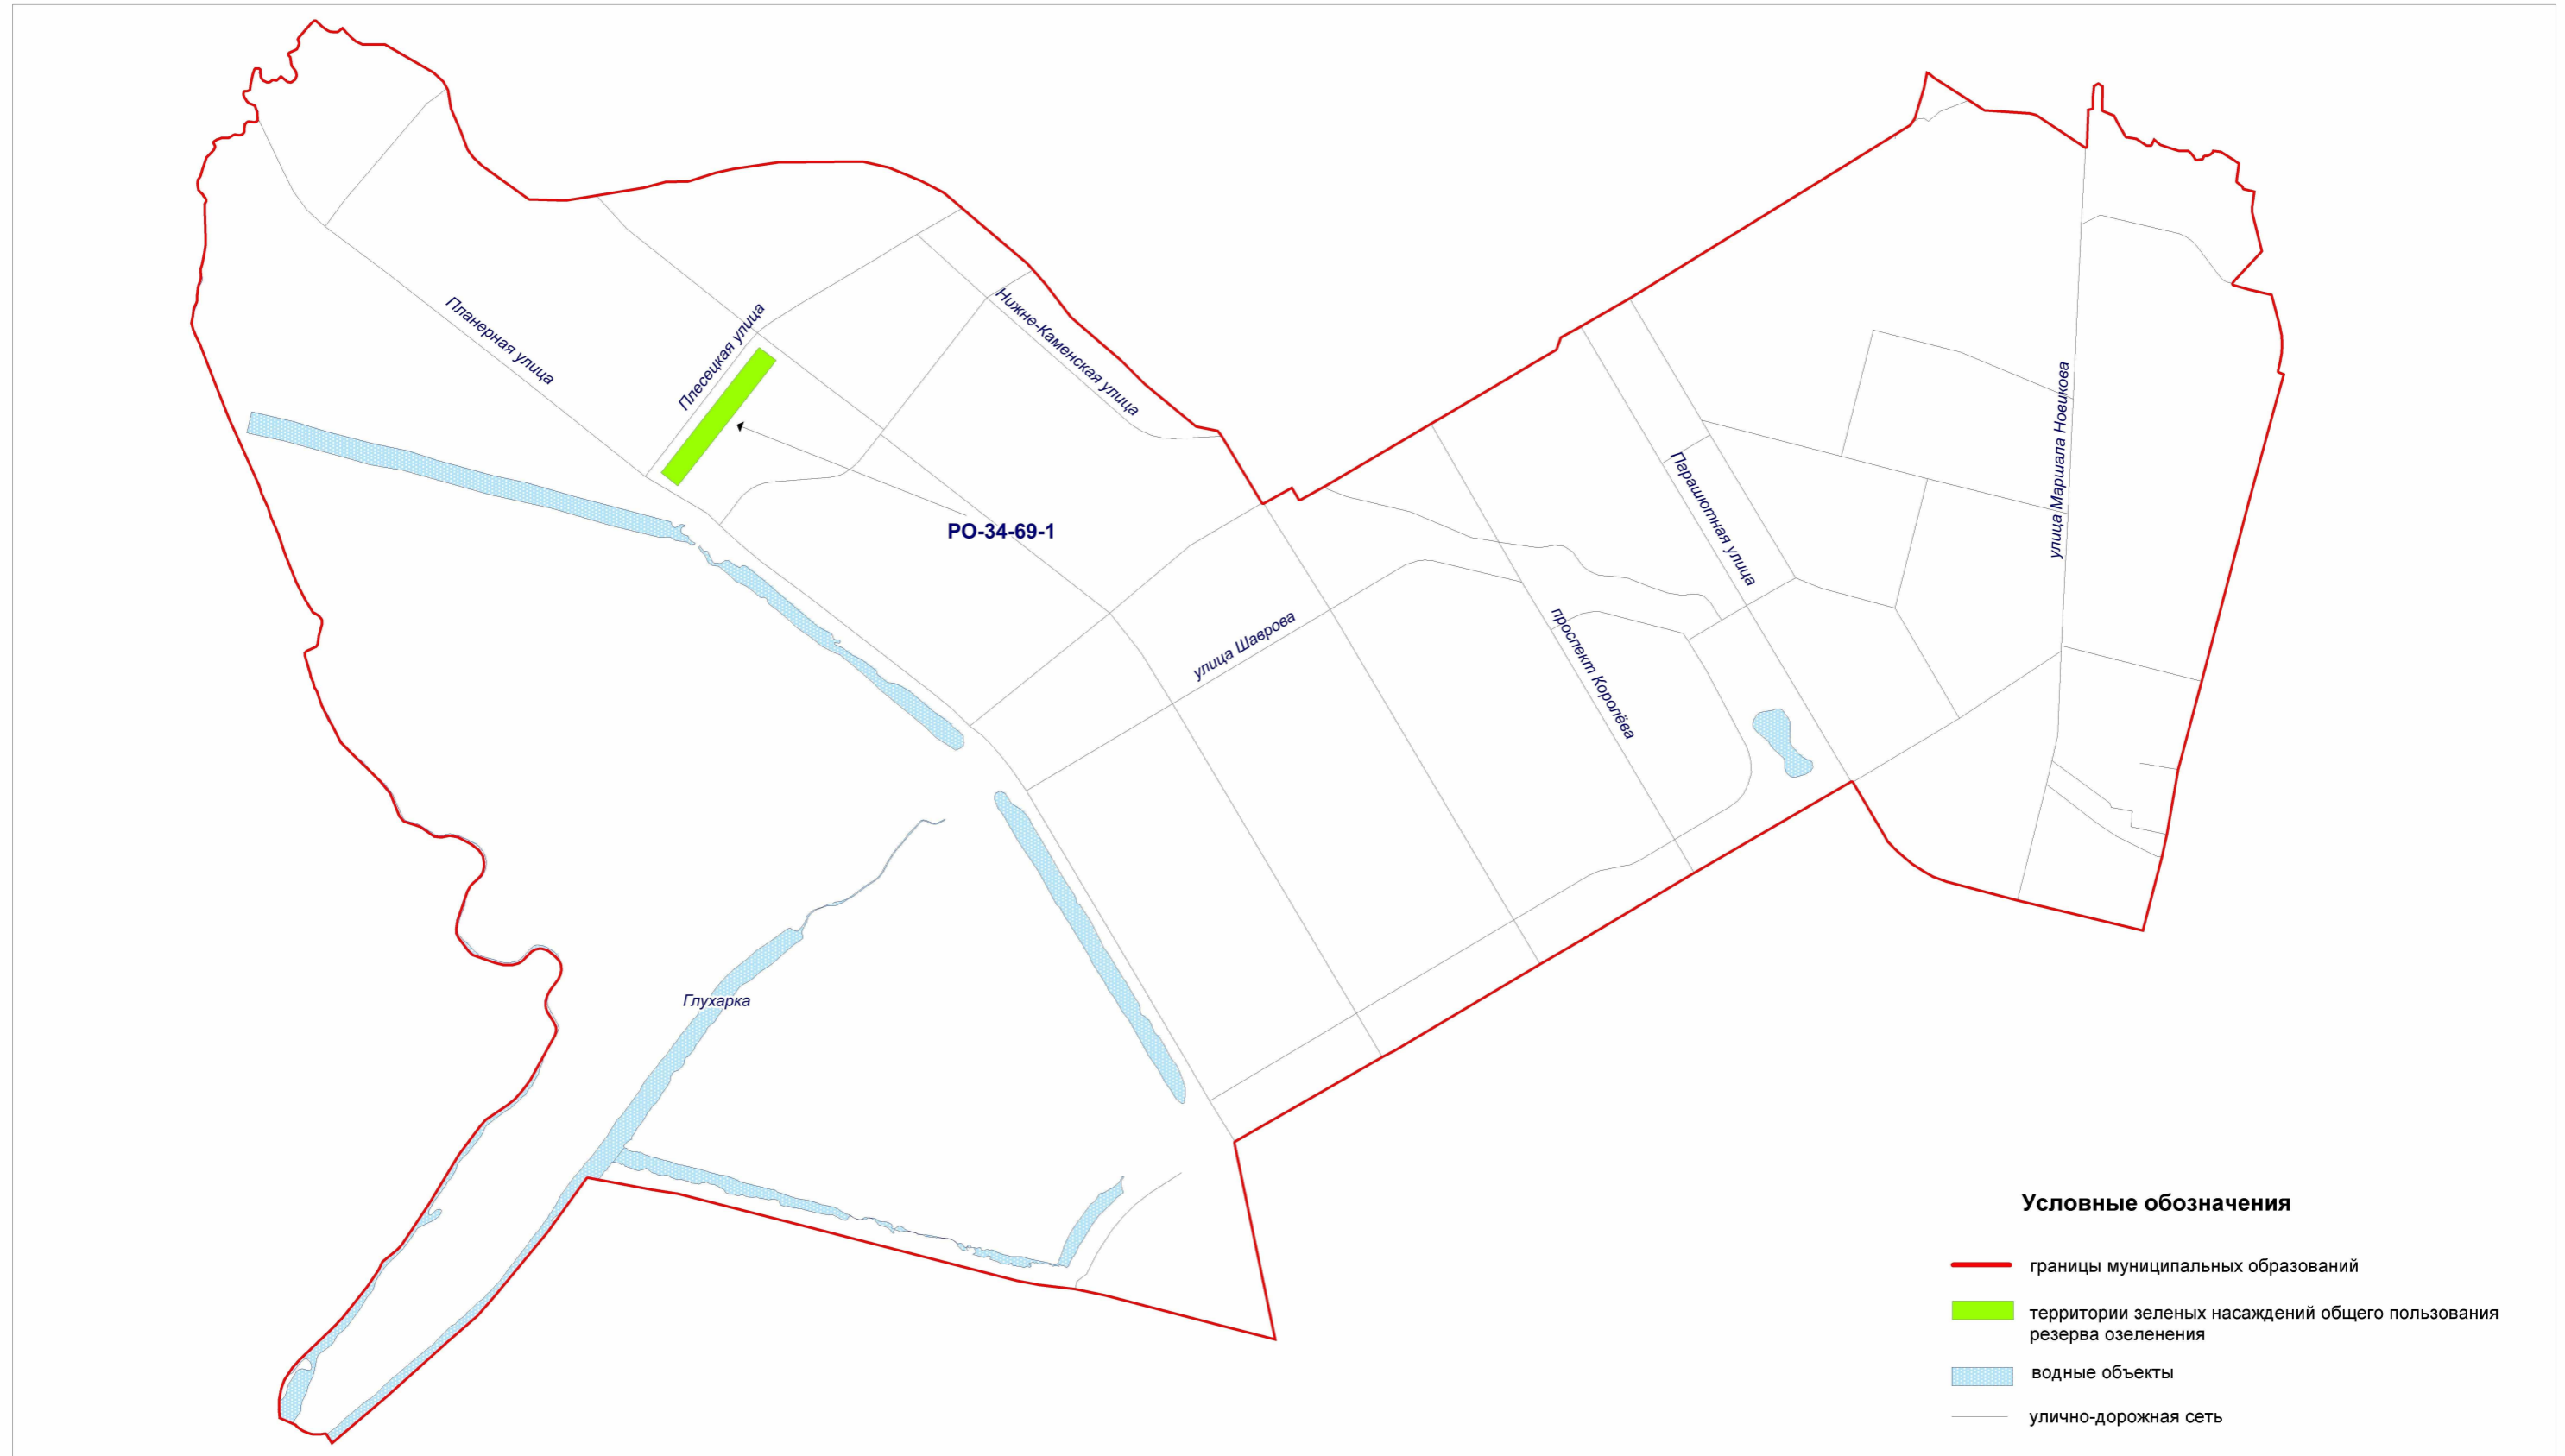 Планерная улица
Плесецкая улица
Нижне-Каменская улица
РО-34-69-1
улица Шаврова
проспект Королёва
Парашютная улица
улица Маршала Новикова
Глухарка
Условные обозначения
границы муниципальных образований
территории зеленых насаждений общего пользования
резерва озеленения
водные объекты
улично-дорожная сеть